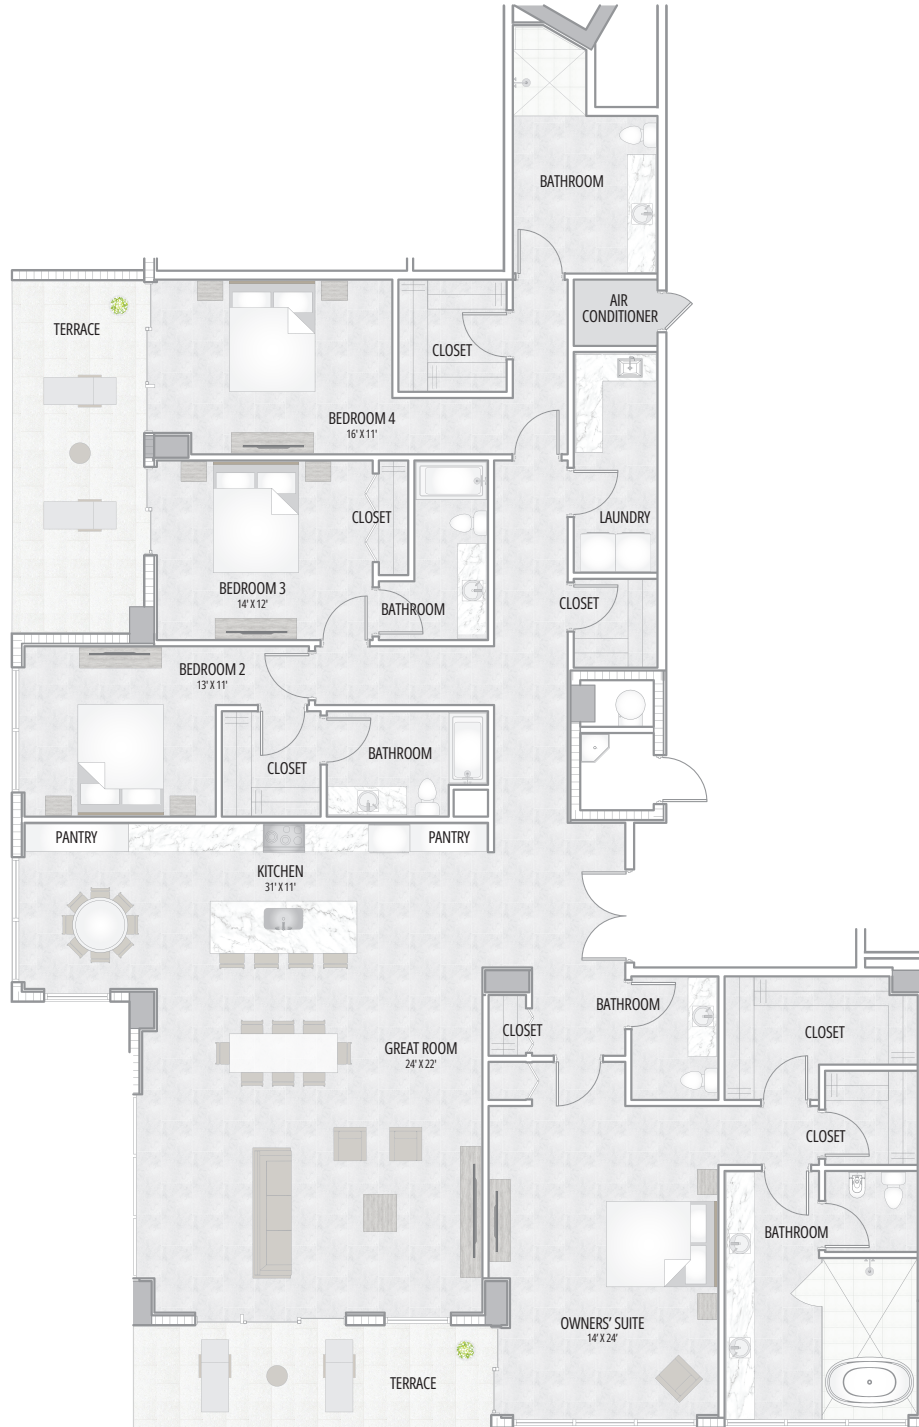 BATHROOM
TERRACE
AIR
CONDITIONER
CLOSET
BEDROOM 4
16' X 11'
CLOSET
LAUNDRY
BEDROOM 3
14' X 12'
BATHROOM
CLOSET
BEDROOM 2
13' X 11'
CLOSET
BATHROOM
PANTRY
PANTRY
KITCHEN
31' X 11'
BATHROOM
CLOSET
CLOSET
GREAT ROOM
24' X 22'
CLOSET
BATHROOM
OWNERS’ SUITE
14' X 24'
TERRACE